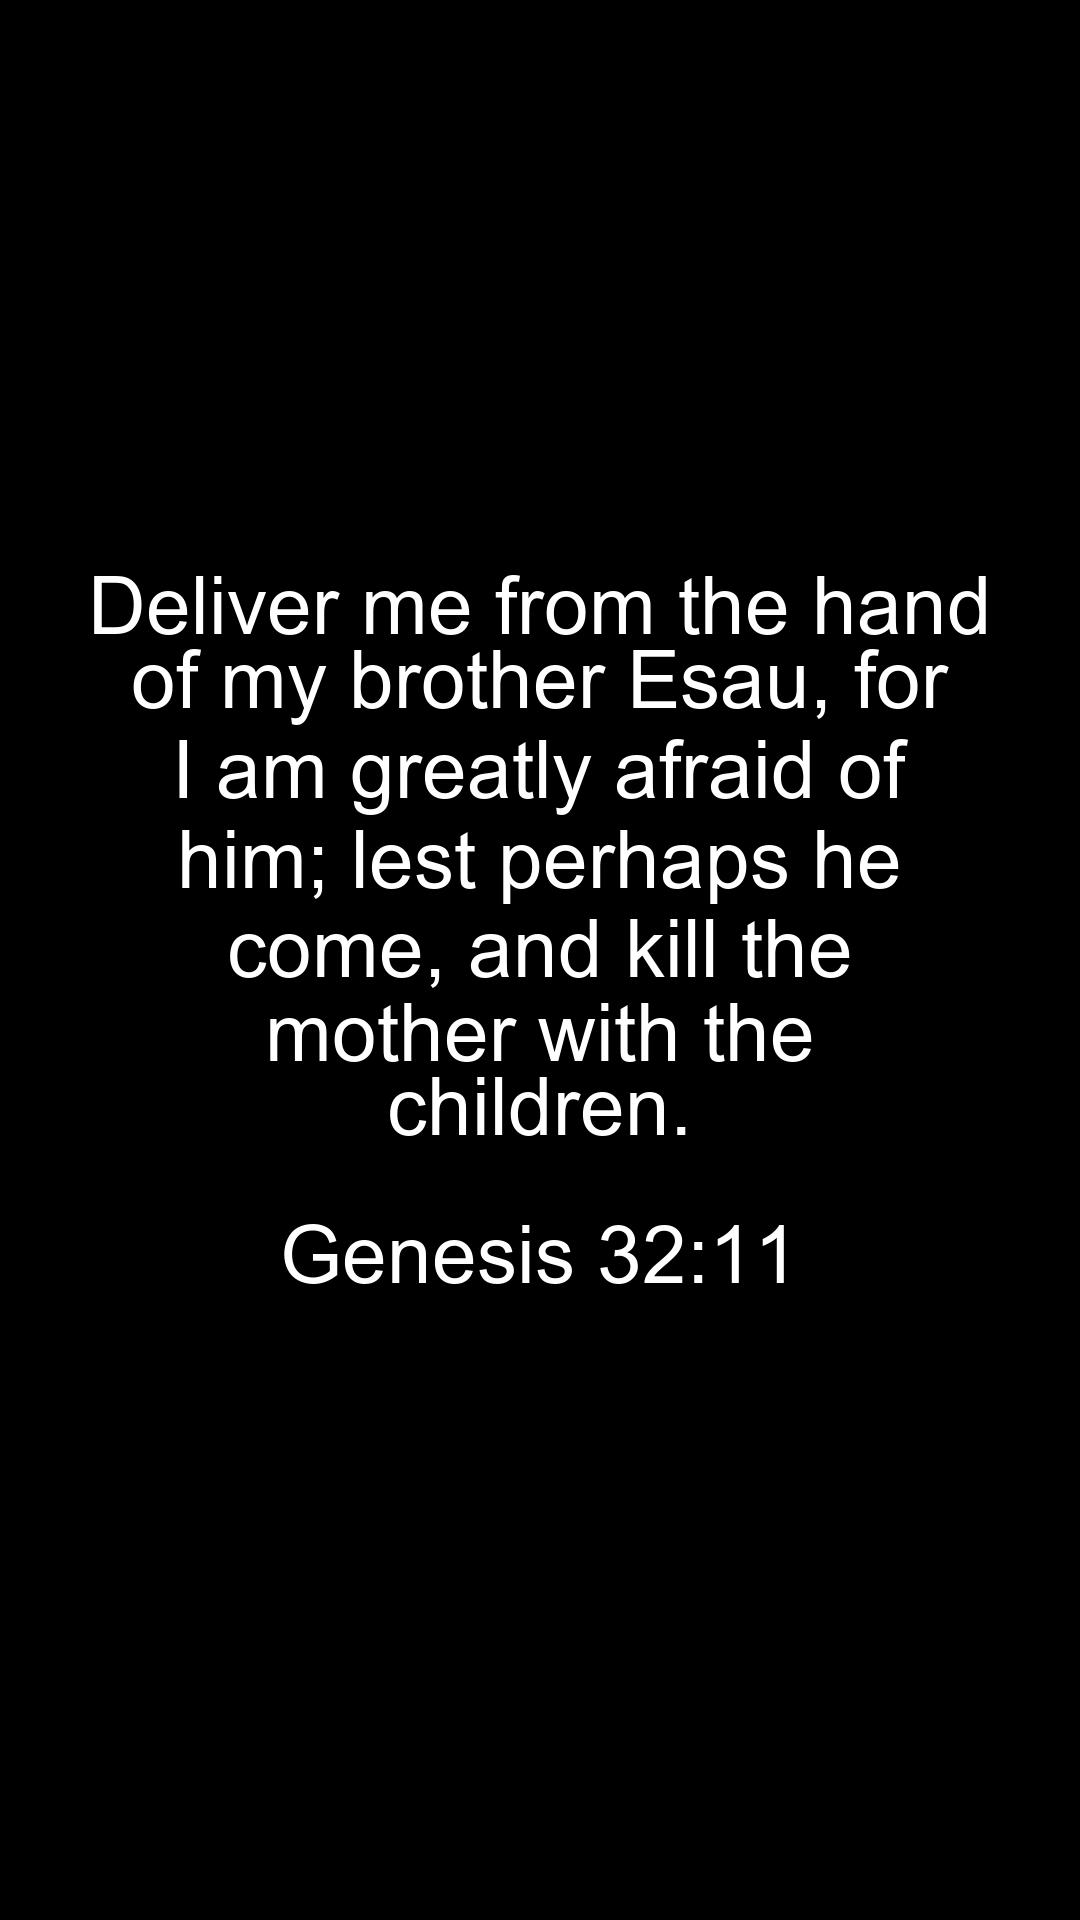 Deliver me from the hand
of my brother Esau, for
I am greatly afraid of
him; lest perhaps he
come, and kill the
mother with the
children.
Genesis 32:11